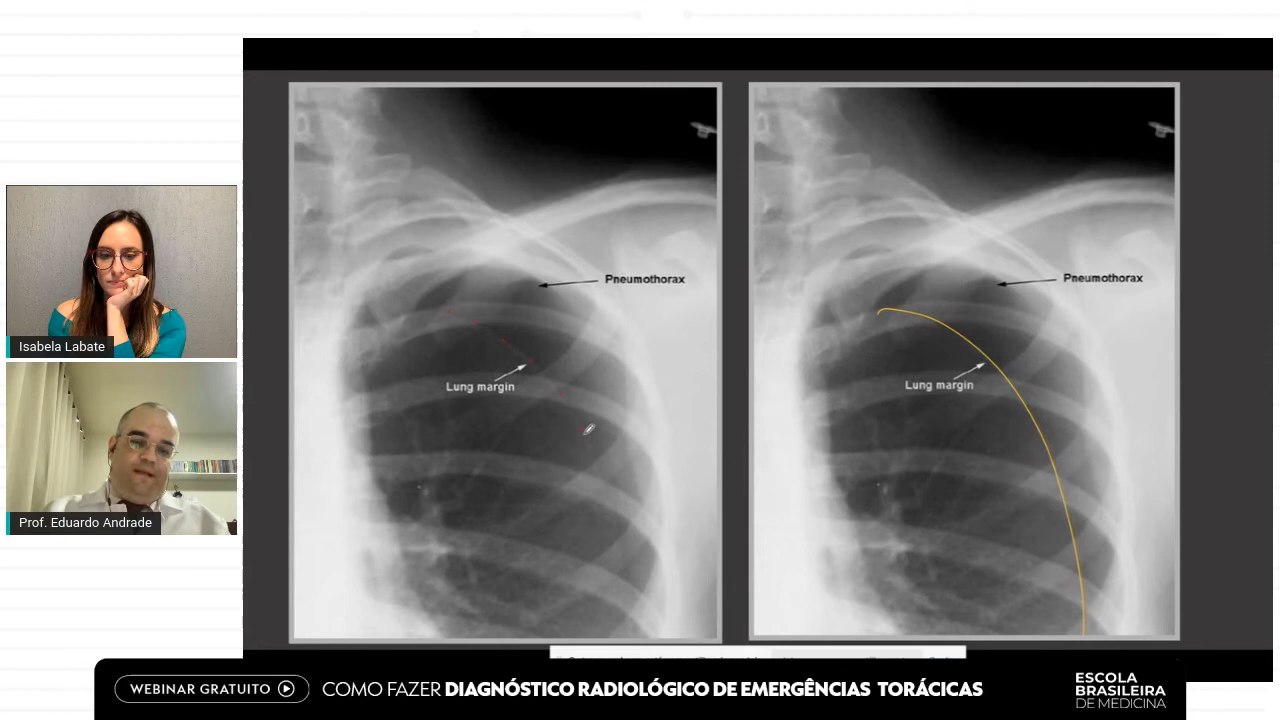 Pneumothorax
Lung margin
Pneumothorax
Lung margin
Isabela Labate
Prof. Eduardo Andrade
WEBINAR GRATUITO
COMO FAZER DIAGNÓSTICO RADIOLÓGICO DE EMERGÊNCIAS TORÁCICAS
ESCOLA
BRASILEIRA
DE MEDICINA